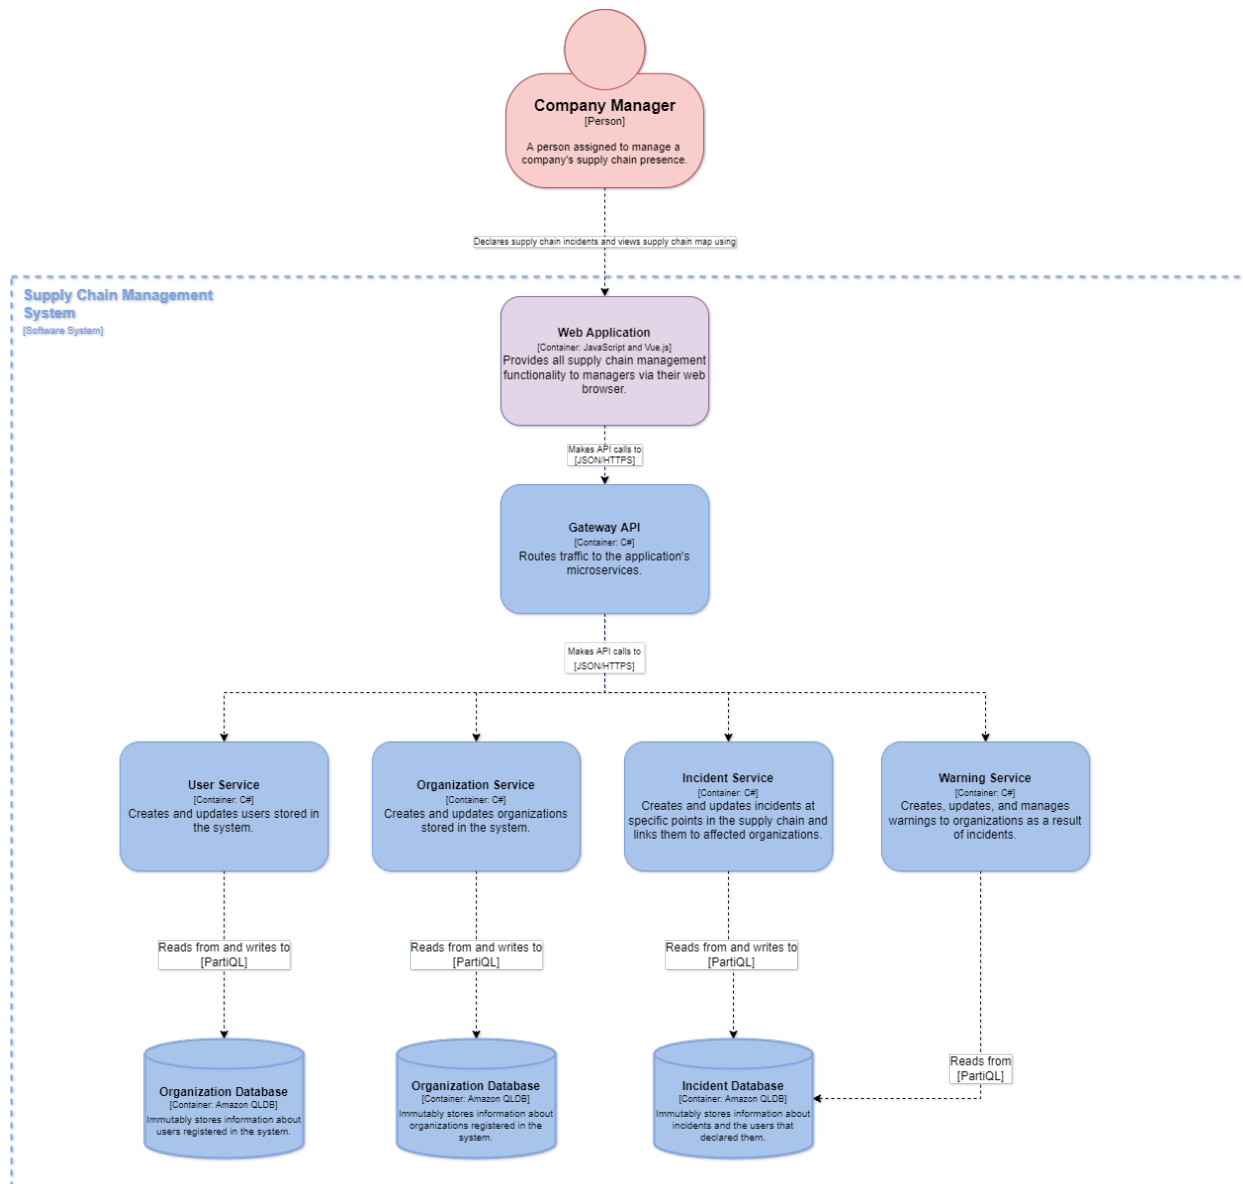 Company Manager
[Person]
A person assigned to manage a
company's supply chain presence.
Declares supply chain incidents and views supply chain map using
Supply Chain Management
System
[Software System]
Web Application
[Container: JavaScript and Vue.js]
Provides all supply chain management
functionality to managers via their web
browser.
Makes API calls to
[JSON/HTTPS]
Gateway API
[Container: C#]
Routes traffic to the application's
microservices.
Makes API calls to
[JSON/HTTPS]
User Service
[Container: C#]
Creates and updates users stored in
the system.
Organization Service
[Container: C#]
Creates and updates organizations
stored in the system.
Incident Service
[Container: C#]
Creates and updates incidents at
specific points in the supply chain and
links them to affected organizations.
Warning Service
[Container: C#]
Creates, updates, and manages
warnings to organizations as a result
of incidents.
Reads from and writes to
[PartiQL]
Reads from and writes to
[PartiQL]
Reads from and writes to
[PartiQL]
Reads from
[PartiQL]
Organization Database
[Container: Amazon QLDB]
Immutably stores information about
users registered in the system.
Organization Database
[Container: Amazon QLDB]
Immutably stores information about
organizations registered in the
system.
Incident Database
[Container: Amazon QLDB]
Immutably stores information about
incidents and the users that
declared them.